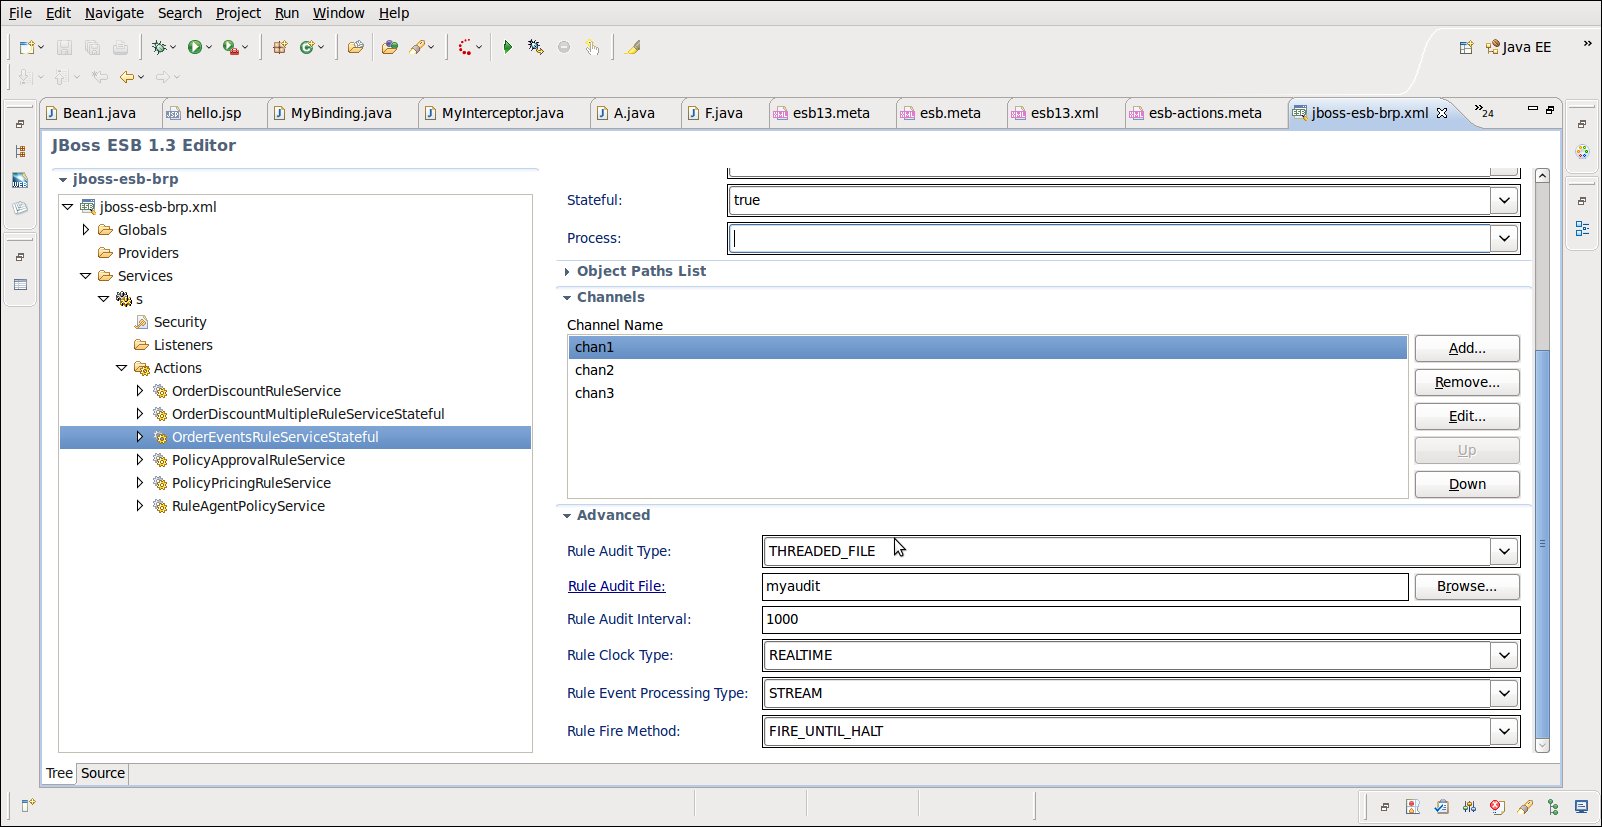 File Edit Navigate Search Project Run Window Help
Java EE »
Bean1.java hello.jsp MyBinding.java MyInterceptor.java A.java F.java esb13.meta esb.meta esb13.xml esb-actions.meta jboss-esb-brp.xml »24
JBoss ESB 1.3 Editor
jboss-esb-brp
jboss-esb-brp.xml
Globals
Providers
Services
s
Security
Listeners
Actions
OrderDiscountRuleService
OrderDiscountMultipleRuleServiceStateful
OrderEventsRuleServiceStateful
PolicyApprovalRuleService
PolicyPricingRuleService
RuleAgentPolicyService
Stateful: true
Process:
Object Paths List
Channels
Channel Name
chan1
chan2
chan3
Add...
Remove...
Edit...
Up
Down
Advanced
Rule Audit Type: THREADED_FILE
Rule Audit File: myaudit Browse...
Rule Audit Interval: 1000
Rule Clock Type: REALTIME
Rule Event Processing Type: STREAM
Rule Fire Method: FIRE_UNTIL_HALT
Tree Source